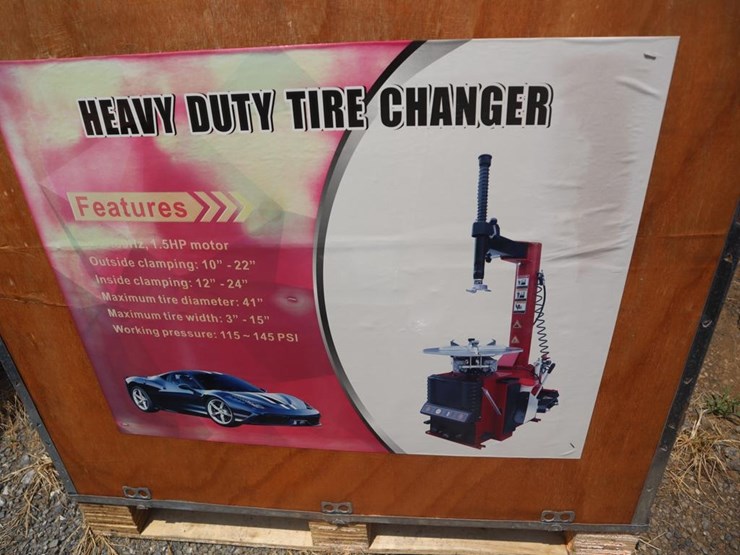 HEAVY DUTY TIRE CHANGER
Features
1.5HP motor
Outside clamping: 10" - 22"
Inside clamping: 12" - 24"
Maximum tire diameter: 41"
Maximum tire width: 3" - 15"
Working pressure: 115 ~ 145 PSI